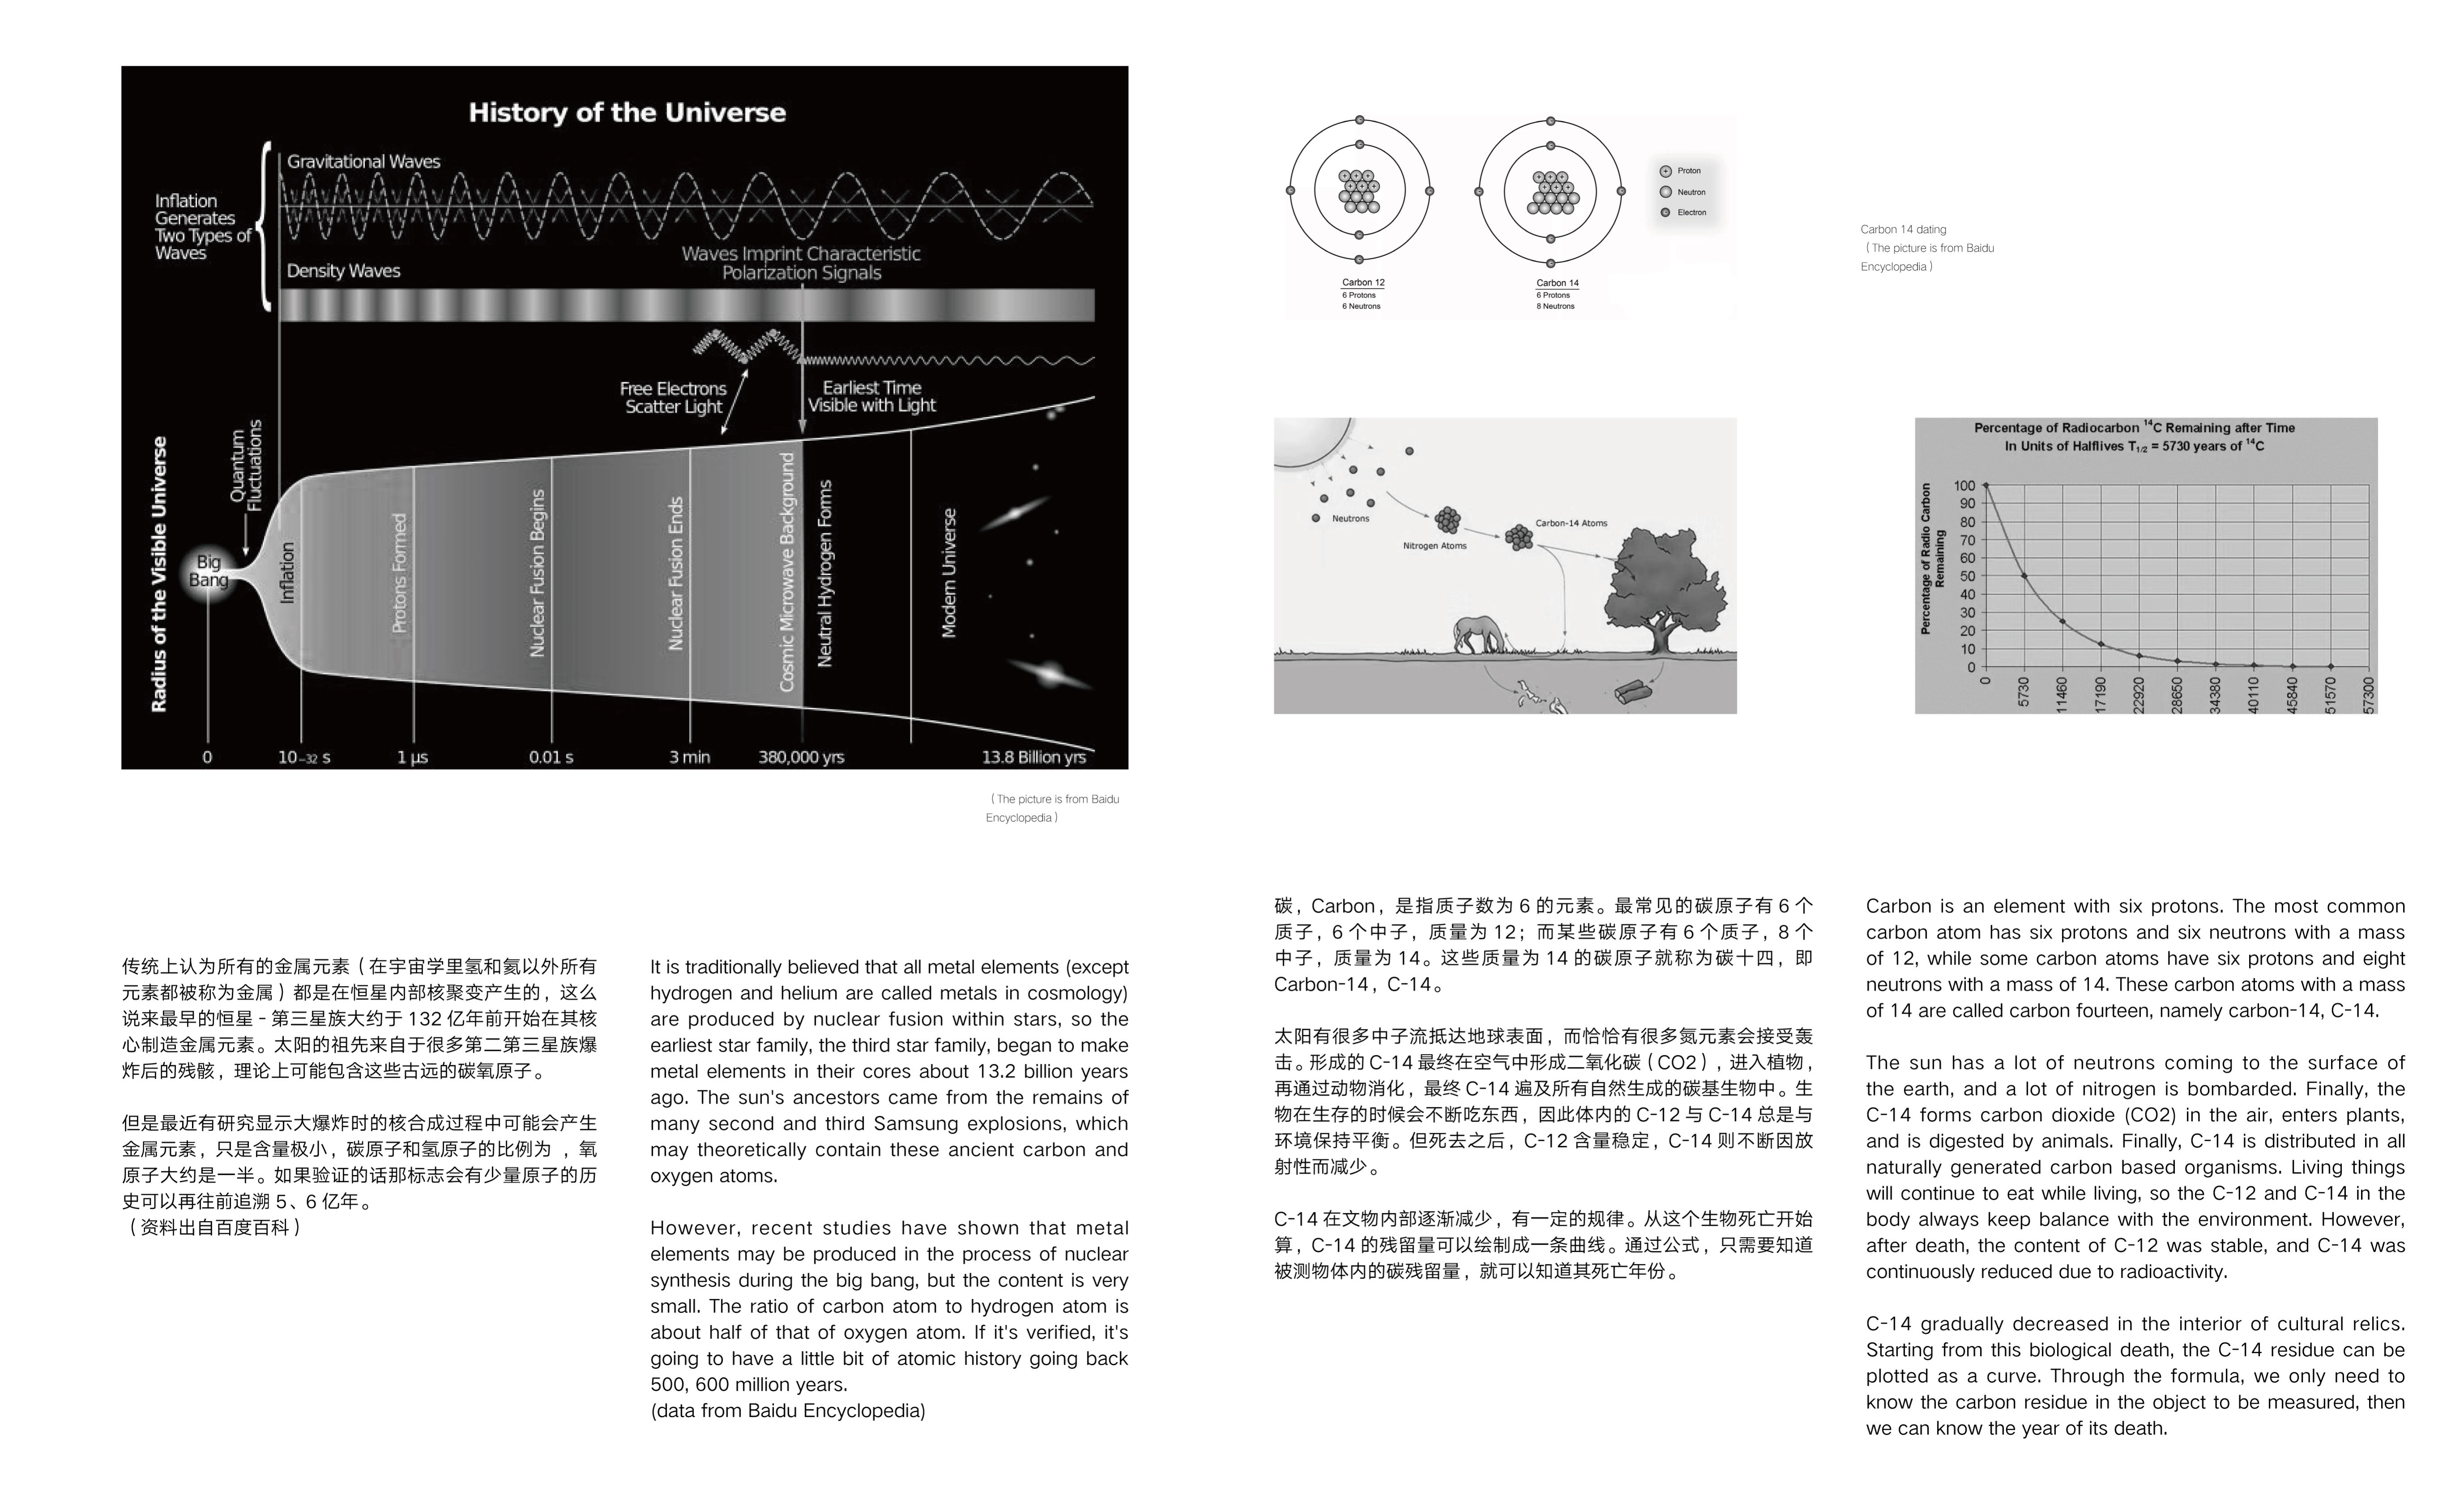 History of the Universe
Gravitational Waves
Inflation
Generates
Two Types of
Waves
Waves Imprint Characteristic
Polarization Signals
Density Waves
Free Electrons
Scatter Light
Earliest Time
Visible with Light
Radius of the Visible Universe
Quantum
Fluctuations
Big
Bang
Inflation
Protons Formed
Nuclear Fusion Begins
Nuclear Fusion Ends
Cosmic Microwave Background
Neutral Hydrogen Forms
Modern Universe
0
10-32 s
1 µs
0.01 s
3 min
380,000 yrs
13.8 Billion yrs
(The picture is from Baidu
Encyclopedia)
传统上认为所有的金属元素(在宇宙学里氢和氦以外所有
元素都被称为金属)都是在恒星内部核聚变产生的,这么
说来最早的恒星-第三星族大约于 132 亿年前开始在其核
心制造金属元素。太阳的祖先来自于很多第二第三星族爆
炸后的残骸,理论上可能包含这些古远的碳氧原子。
但是最近有研究显示大爆炸时的核合成过程中可能会产生
金属元素,只是含量极小,碳原子和氢原子的比例为 ,氧
原子大约是一半。如果验证的话那标志会有少量原子的历
史可以再往前追溯 5、6 亿年。
(资料出自百度百科)
It is traditionally believed that all metal elements (except
hydrogen and helium are called metals in cosmology)
are produced by nuclear fusion within stars, so the
earliest star family, the third star family, began to make
metal elements in their cores about 13.2 billion years
ago. The sun's ancestors came from the remains of
many second and third Samsung explosions, which
may theoretically contain these ancient carbon and
oxygen atoms.
However, recent studies have shown that metal
elements may be produced in the process of nuclear
synthesis during the big bang, but the content is very
small. The ratio of carbon atom to hydrogen atom is
about half of that of oxygen atom. If it's verified, it's
going to have a little bit of atomic history going back
500, 600 million years.
(data from Baidu Encyclopedia)
Proton
Neutron
Electron
Carbon 12
6 Protons
6 Neutrons
Carbon 14
6 Protons
8 Neutrons
Carbon 14 dating
(The picture is from Baidu
Encyclopedia)
Neutrons
Nitrogen Atoms
Carbon-14 Atoms
Percentage of Radiocarbon 14C Remaining after Time
In Units of Halflives T1/2 = 5730 years of 14C
Percentage of Radio Carbon
Remaining
100
90
80
70
60
50
40
30
20
10
0
0
5730
11460
17190
22920
28650
34380
40110
45840
51570
57300
碳,Carbon,是指质子数为 6 的元素。最常见的碳原子有 6 个
质子,6 个中子,质量为 12;而某些碳原子有 6 个质子,8 个
中子,质量为 14。这些质量为 14 的碳原子就称为碳十四,即
Carbon-14,C-14。
太阳有很多中子流抵达地球表面,而恰恰有很多氮元素会接受轰
击。形成的 C-14 最终在空气中形成二氧化碳(CO2),进入植物,
再通过动物消化,最终 C-14 遍及所有自然生成的碳基生物中。生
物在生存的时候会不断吃东西,因此体内的 C-12 与 C-14 总是与
环境保持平衡。但死去之后,C-12 含量稳定,C-14 则不断因放
射性而减少。
C-14 在文物内部逐渐减少,有一定的规律。从这个生物死亡开始
算,C-14 的残留量可以绘制成一条曲线。通过公式,只需要知道
被测物体内的碳残留量,就可以知道其死亡年份。
Carbon is an element with six protons. The most common
carbon atom has six protons and six neutrons with a mass
of 12, while some carbon atoms have six protons and eight
neutrons with a mass of 14. These carbon atoms with a mass
of 14 are called carbon fourteen, namely carbon-14, C-14.
The sun has a lot of neutrons coming to the surface of
the earth, and a lot of nitrogen is bombarded. Finally, the
C-14 forms carbon dioxide (CO2) in the air, enters plants,
and is digested by animals. Finally, C-14 is distributed in all
naturally generated carbon based organisms. Living things
will continue to eat while living, so the C-12 and C-14 in the
body always keep balance with the environment. However,
after death, the content of C-12 was stable, and C-14 was
continuously reduced due to radioactivity.
C-14 gradually decreased in the interior of cultural relics.
Starting from this biological death, the C-14 residue can be
plotted as a curve. Through the formula, we only need to
know the carbon residue in the object to be measured, then
we can know the year of its death.